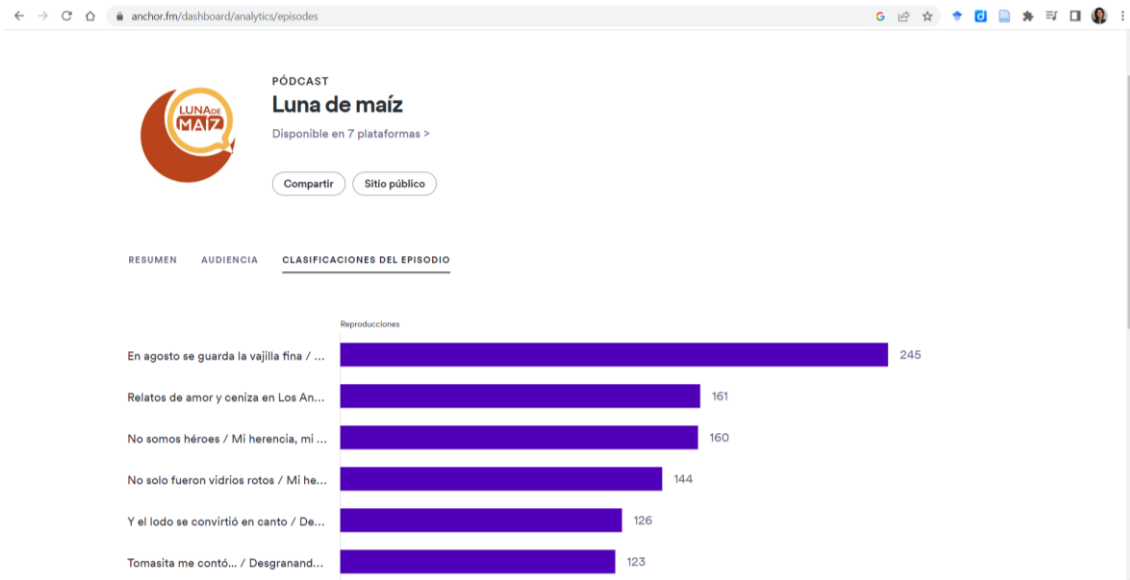 anchor.fm/dashboard/analytics/episodes
PÓDCAST
Luna de maíz
LUNA DE
MAÍZ
Disponible en 7 plataformas >
Compartir
Sitio público
RESUMEN AUDIENCIA CLASIFICACIONES DEL EPISODIO
Reproducciones
En agosto se guarda la vajilla fina / ... 245
Relatos de amor y ceniza en Los An... 161
No somos héroes / Mi herencia, mi ... 160
No solo fueron vidrios rotos / Mi he... 144
Y el lodo se convirtió en canto / De... 126
Tomasita me contó... / Desgranand... 123